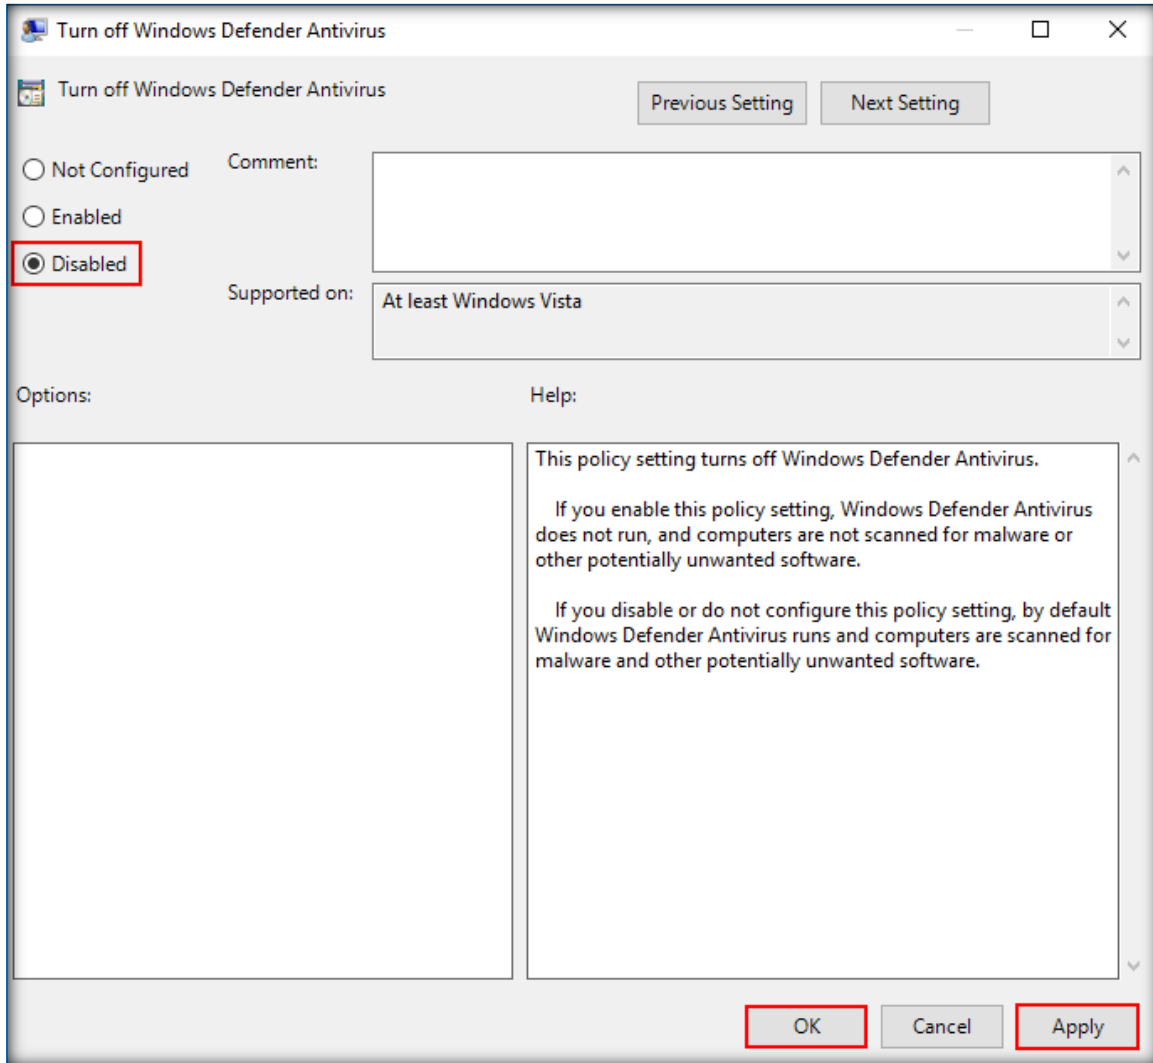 Turn off Windows Defender Antivirus
Turn off Windows Defender Antivirus
Previous Setting
Next Setting
Not Configured
Comment:
Enabled
Disabled
Supported on:
At least Windows Vista
Options:
Help:
This policy setting turns off Windows Defender Antivirus.
If you enable this policy setting, Windows Defender Antivirus
does not run, and computers are not scanned for malware or
other potentially unwanted software.
If you disable or do not configure this policy setting, by default
Windows Defender Antivirus runs and computers are scanned for
malware and other potentially unwanted software.
OK
Cancel
Apply